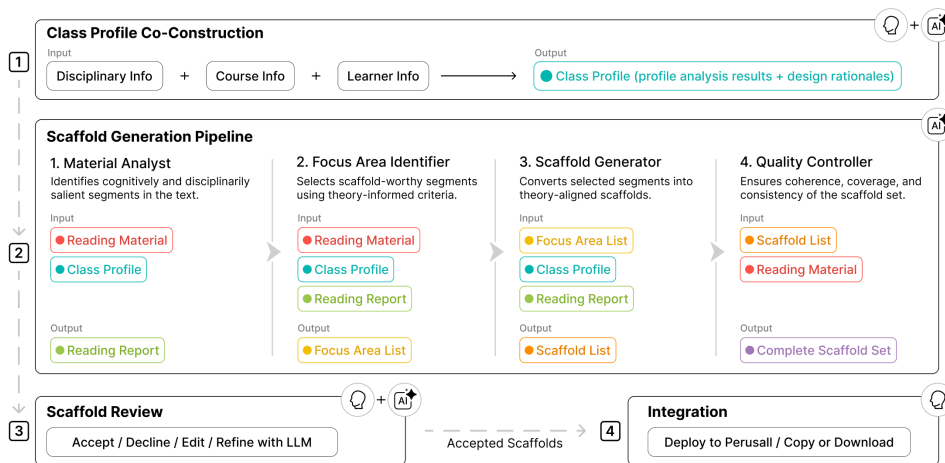 Class Profile Co-Construction
+ AI
1
Input
Disciplinary Info + Course Info + Learner Info
Output
Class Profile (profile analysis results + design rationales)
Scaffold Generation Pipeline
AI
2
1. Material Analyst
Identifies cognitively and disciplinarily
salient segments in the text.
Input
Reading Material
Class Profile
Output
Reading Report
2. Focus Area Identifier
Selects scaffold-worthy segments
using theory-informed criteria.
Input
Reading Material
Class Profile
Reading Report
Output
Focus Area List
3. Scaffold Generator
Converts selected segments into
theory-aligned scaffolds.
Input
Focus Area List
Class Profile
Reading Report
Output
Scaffold List
4. Quality Controller
Ensures coherence, coverage, and
consistency of the scaffold set.
Input
Scaffold List
Reading Material
Output
Complete Scaffold Set
3
Scaffold Review
+ AI
Accept / Decline / Edit / Refine with LLM
Accepted Scaffolds
4
Integration
Deploy to Perusall / Copy or Download